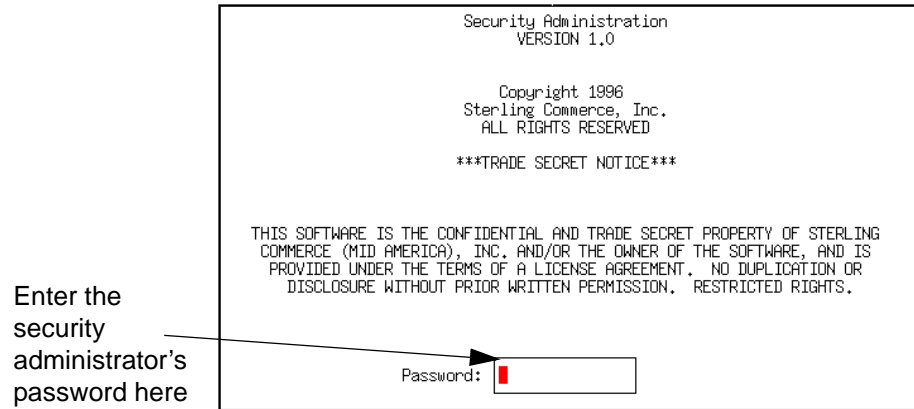 Security Administration
VERSION 1.0
Copyright 1996
Sterling Commerce, Inc.
ALL RIGHTS RESERVED
***TRADE SECRET NOTICE***
THIS SOFTWARE IS THE CONFIDENTIAL AND TRADE SECRET PROPERTY OF STERLING
COMMERCE (MID AMERICA), INC. AND/OR THE OWNER OF THE SOFTWARE, AND IS
PROVIDED UNDER THE TERMS OF A LICENSE AGREEMENT. NO DUPLICATION OR
DISCLOSURE WITHOUT PRIOR WRITTEN PERMISSION. RESTRICTED RIGHTS.
Enter the
security
administrator’s
password here
Password: